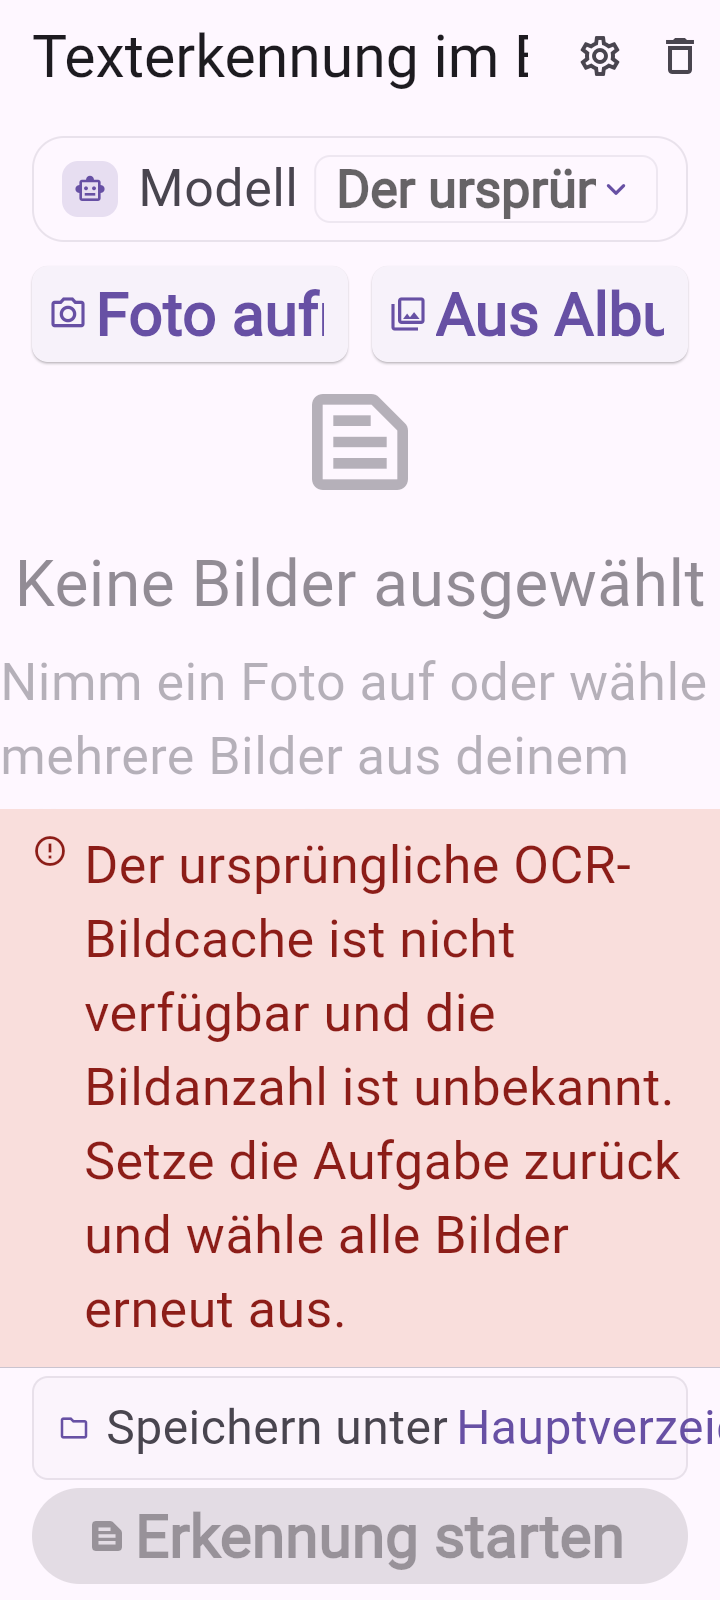 Texterkennung im
Modell
Der ursprür
Foto auf
Aus Albu
Keine Bilder ausgewählt
Nimm ein Foto auf oder wähle
mehrere Bilder aus deinem
Der ursprüngliche OCR-
Bildcache ist nicht
verfügbar und die
Bildanzahl ist unbekannt.
Setze die Aufgabe zurück
und wähle alle Bilder
erneut aus.
Speichern unter Hauptverzei
Erkennung starten